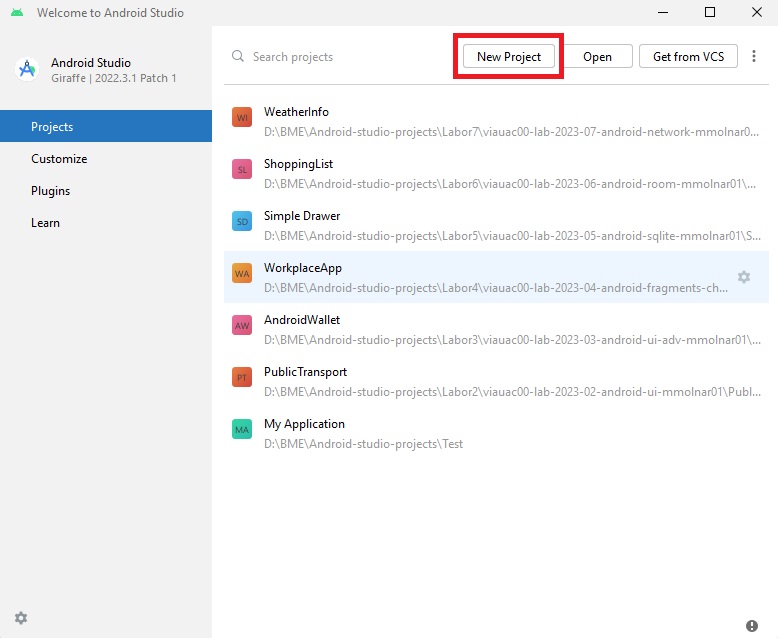 Welcome to Android Studio
Android Studio
Giraffe | 2022.3.1 Patch 1
Projects
Customize
Plugins
Learn
Search projects
New Project
Open
Get from VCS
WI
WeatherInfo
D:\BME\Android-studio-projects\Labor7\viauac00-lab-2023-07-android-network-mmolnar0...
SL
ShoppingList
D:\BME\Android-studio-projects\Labor6\viauac00-lab-2023-06-android-room-mmolnar01\...
SD
Simple Drawer
D:\BME\Android-studio-projects\Labor5\viauac00-lab-2023-05-android-sqlite-mmolnar01\S...
WA
WorkplaceApp
D:\BME\Android-studio-projects\Labor4\viauac00-lab-2023-04-android-fragments-ch...
AW
AndroidWallet
D:\BME\Android-studio-projects\Labor3\viauac00-lab-2023-03-android-ui-adv-mmolnar01\...
PT
PublicTransport
D:\BME\Android-studio-projects\Labor2\viauac00-lab-2023-02-android-ui-mmolnar01\Publ...
MA
My Application
D:\BME\Android-studio-projects\Test